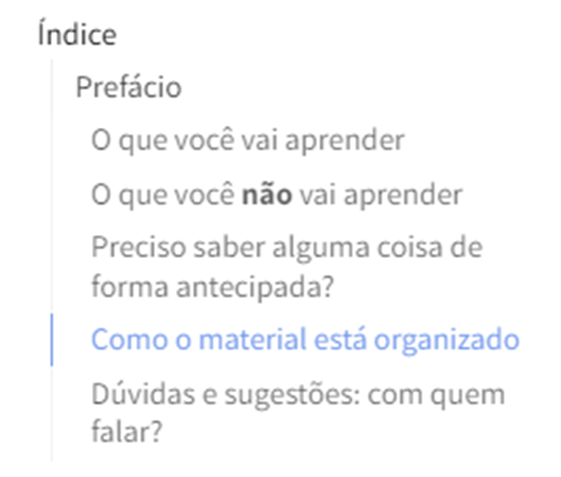 Índice
Prefácio
O que você vai aprender
O que você não vai aprender
Preciso saber alguma coisa de
forma antecipada?
Como o material está organizado
Dúvidas e sugestões: com quem
falar?